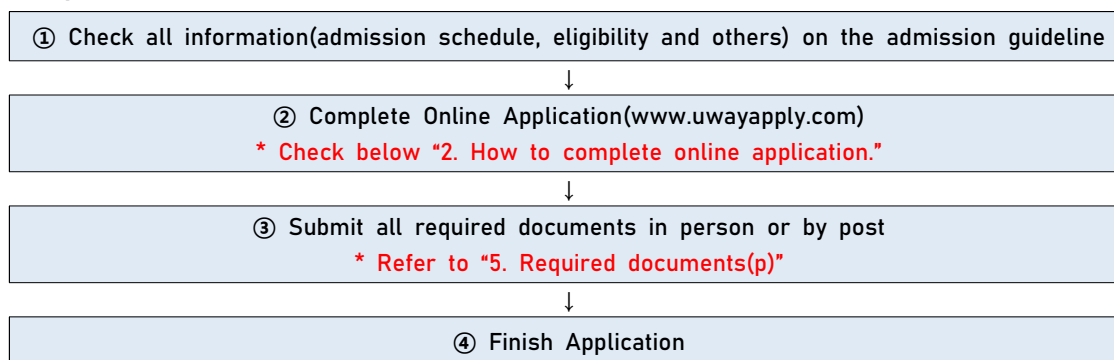 ① Check all information(admission schedule, eligibility and others) on the admission guideline
↓
② Complete Online Application(www.uwayapply.com)
* Check below “2. How to complete online application.”
↓
③ Submit all required documents in person or by post
* Refer to “5. Required documents(p)”
↓
④ Finish Application